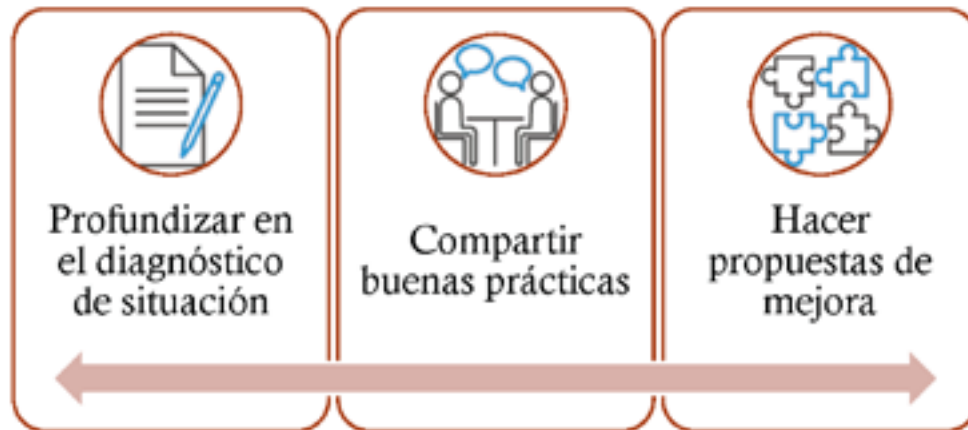 Profundizar en
el diagnóstico
de situación
Compartir
buenas prácticas
Hacer
propuestas de
mejora